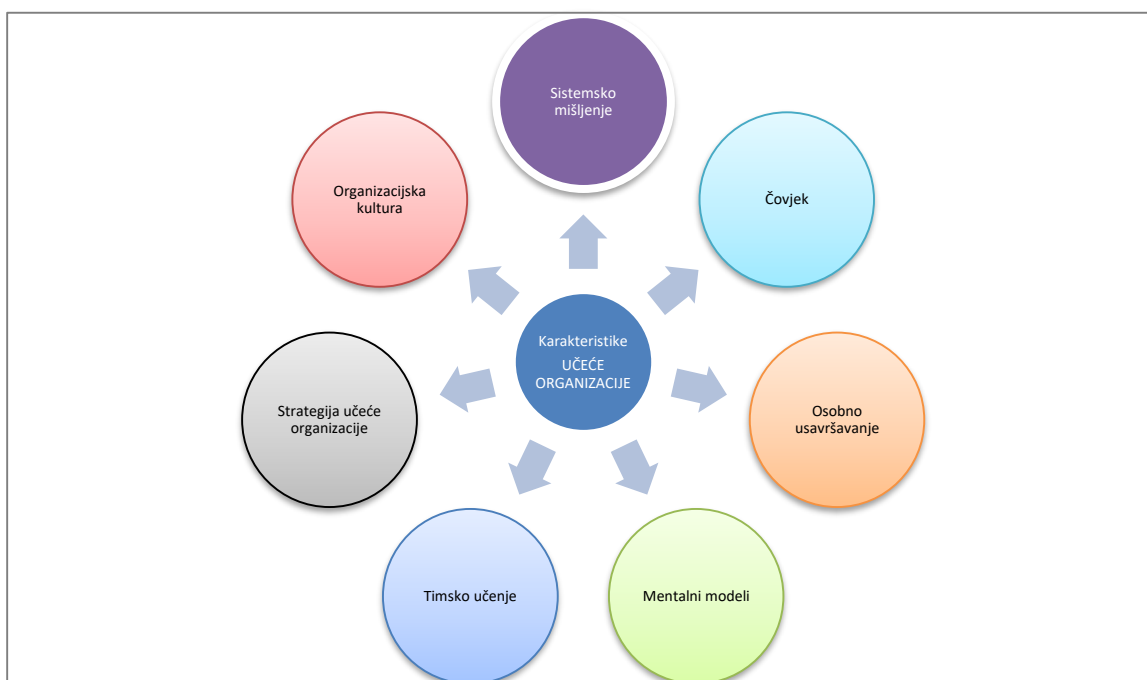 Sistemsko
mišljenje
Čovjek
Osobno
usavršavanje
Mentalni modeli
Timsko učenje
Strategija učeće
organizacije
Organizacijska
kultura
Karakteristike
UČEĆE
ORGANIZACIJE